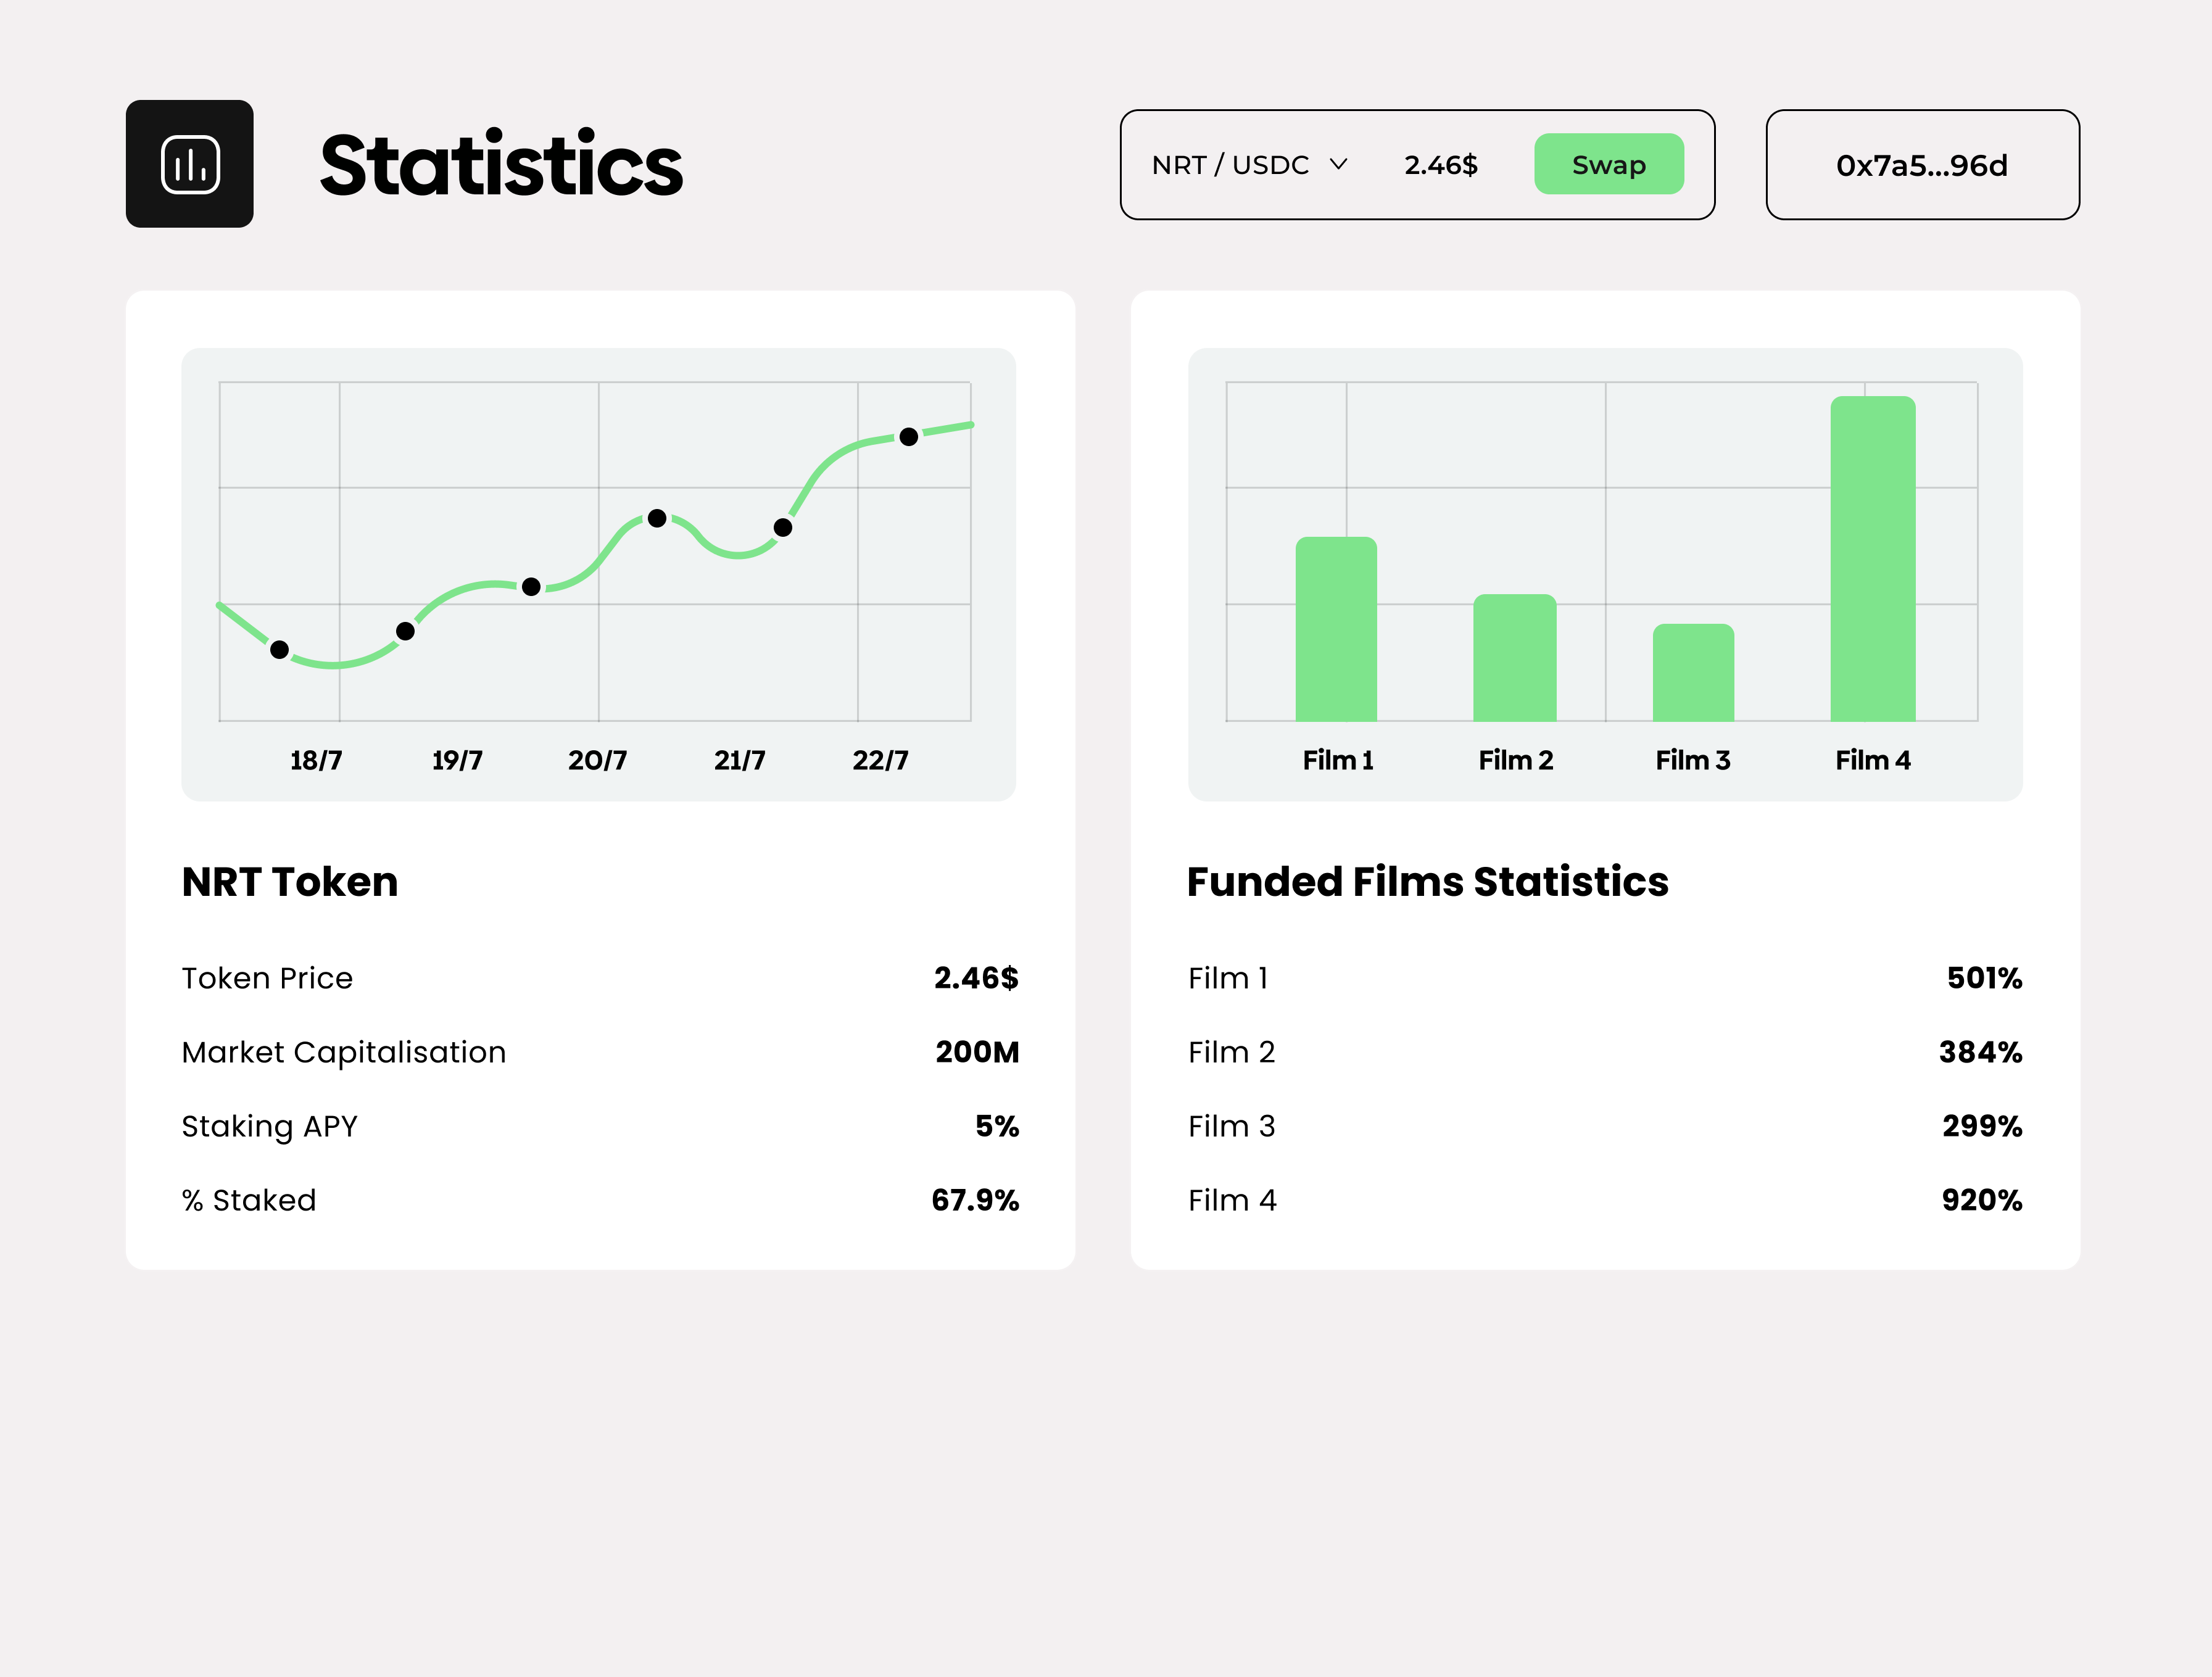 Statistics
NRT / USDC 2.46$ Swap
0x7a5...96d
18/7 19/7 20/7 21/7 22/7
NRT Token
Token Price 2.46$
Market Capitalisation 200M
Staking APY 5%
% Staked 67.9%
Film 1 Film 2 Film 3 Film 4
Funded Films Statistics
Film 1 501%
Film 2 384%
Film 3 299%
Film 4 920%